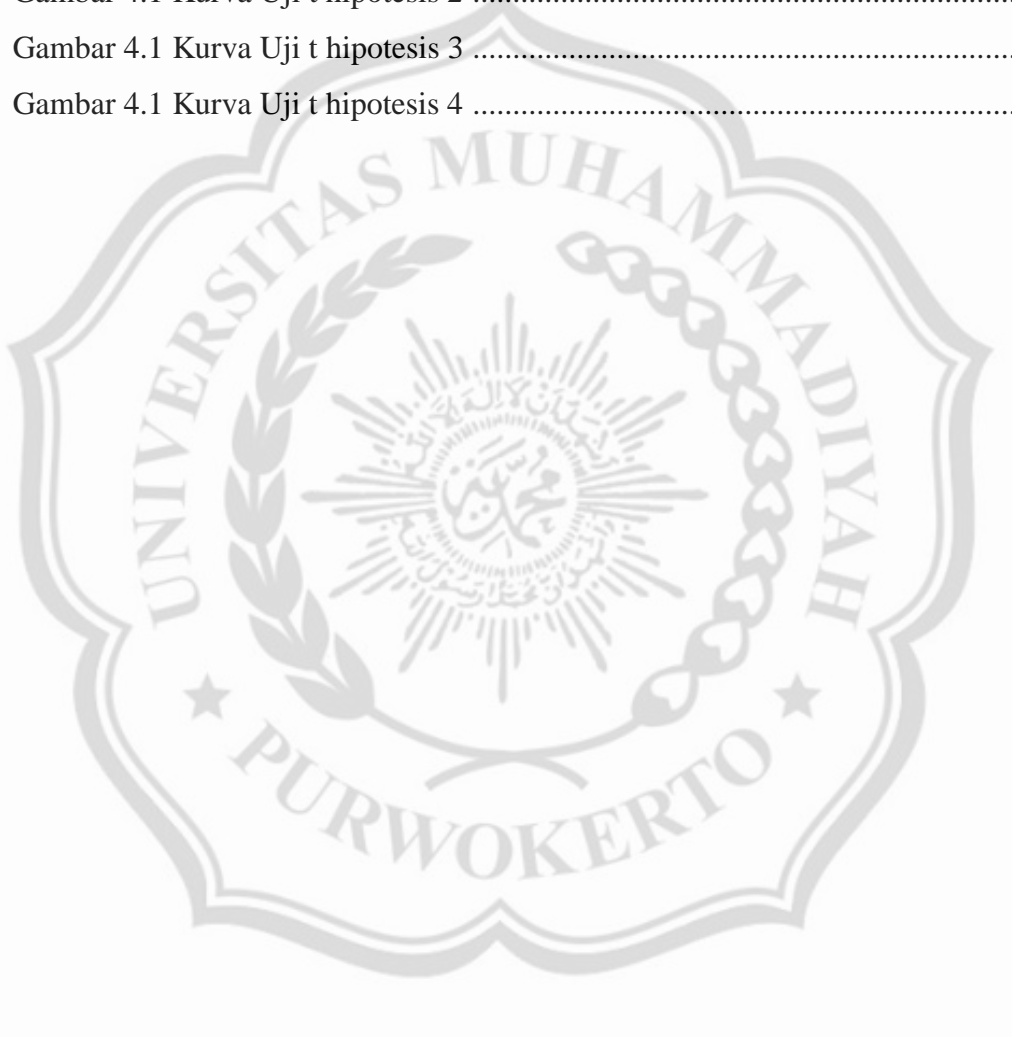 Gambar 4.1 Kurva Uji t hipotesis 2 ........................................................................
Gambar 4.1 Kurva Uji t hipotesis 3 ........................................................................
Gambar 4.1 Kurva Uji t hipotesis 4 ........................................................................
UNIVERSITAS MUHAMMADIYAH
PURWOKERTO
محمدية